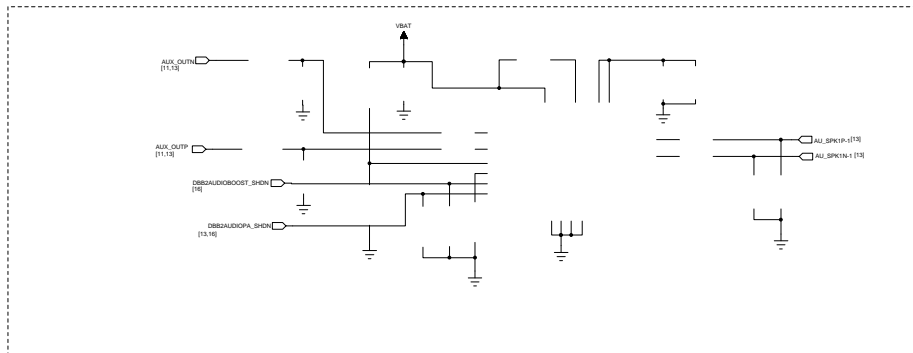 VBAT
AUX_OUTN
[11,13]
AUX_OUTP
[11,13]
AU_SPK1P-1 [13]
AU_SPK1N-1 [13]
DBB2AUDIOBOOST_SHDN
[16]
DBB2AUDIOPA_SHDN
[13,16]